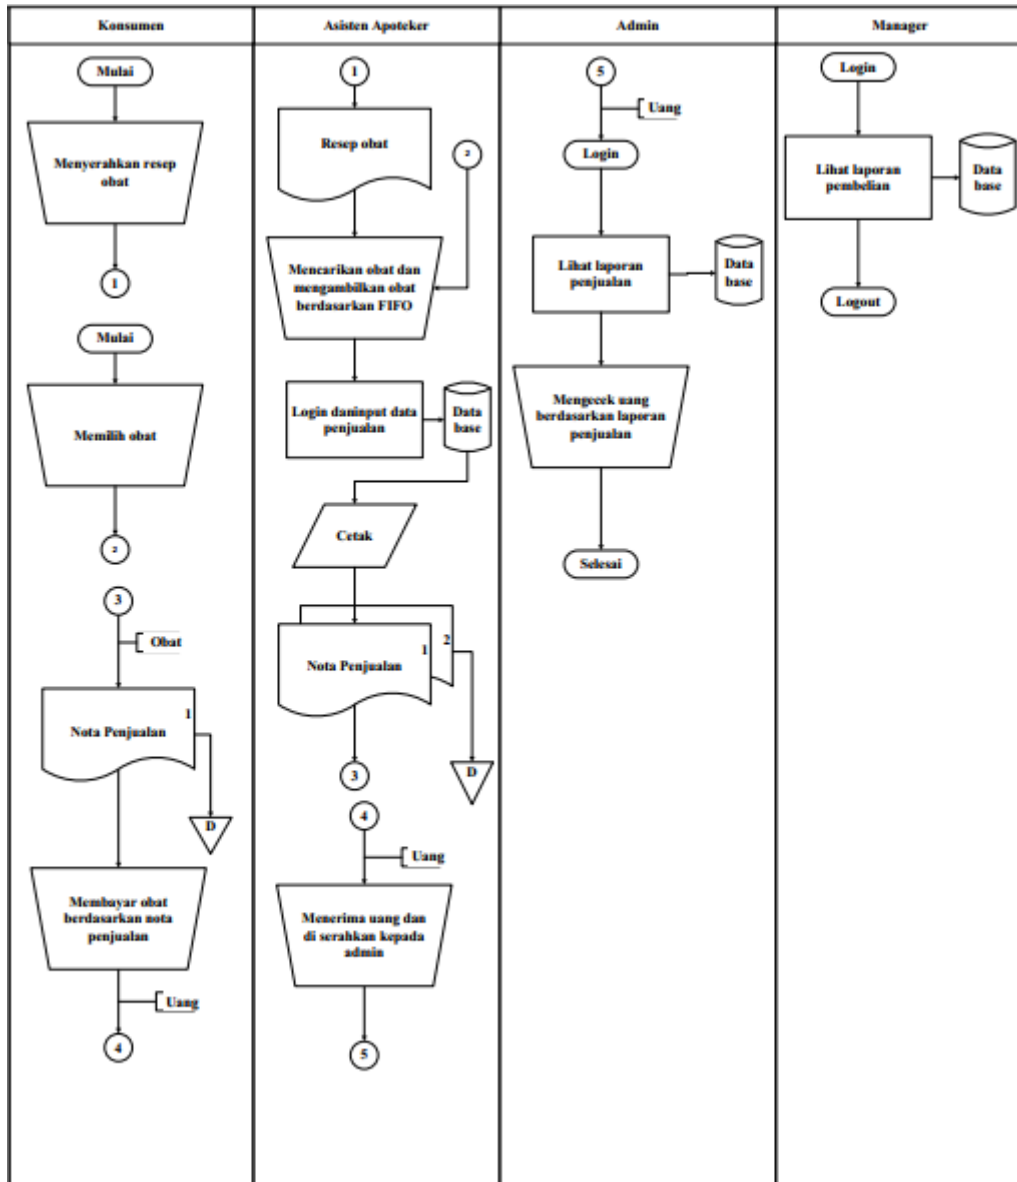 Konsumen
Asisten Apoteker
Admin
Manager
Mulai
Menyerahkan resep
obat
1
Mulai
Memilih obat
2
3
Obat
Nota Penjualan
1
D
Membayar obat
berdasarkan nota
penjualan
Uang
4
1
Resep obat
2
Mencarikan obat dan
mengambilkan obat
berdasarkan FIFO
Login daninput data
penjualan
Data
base
Cetak
Nota Penjualan
1
2
D
3
4
Uang
Menerima uang dan
di serahkan kepada
admin
5
5
Uang
Login
Lihat laporan
penjualan
Data
base
Mengecek uang
berdasarkan laporan
penjualan
Selesai
Login
Lihat laporan
pembelian
Data
base
Logout